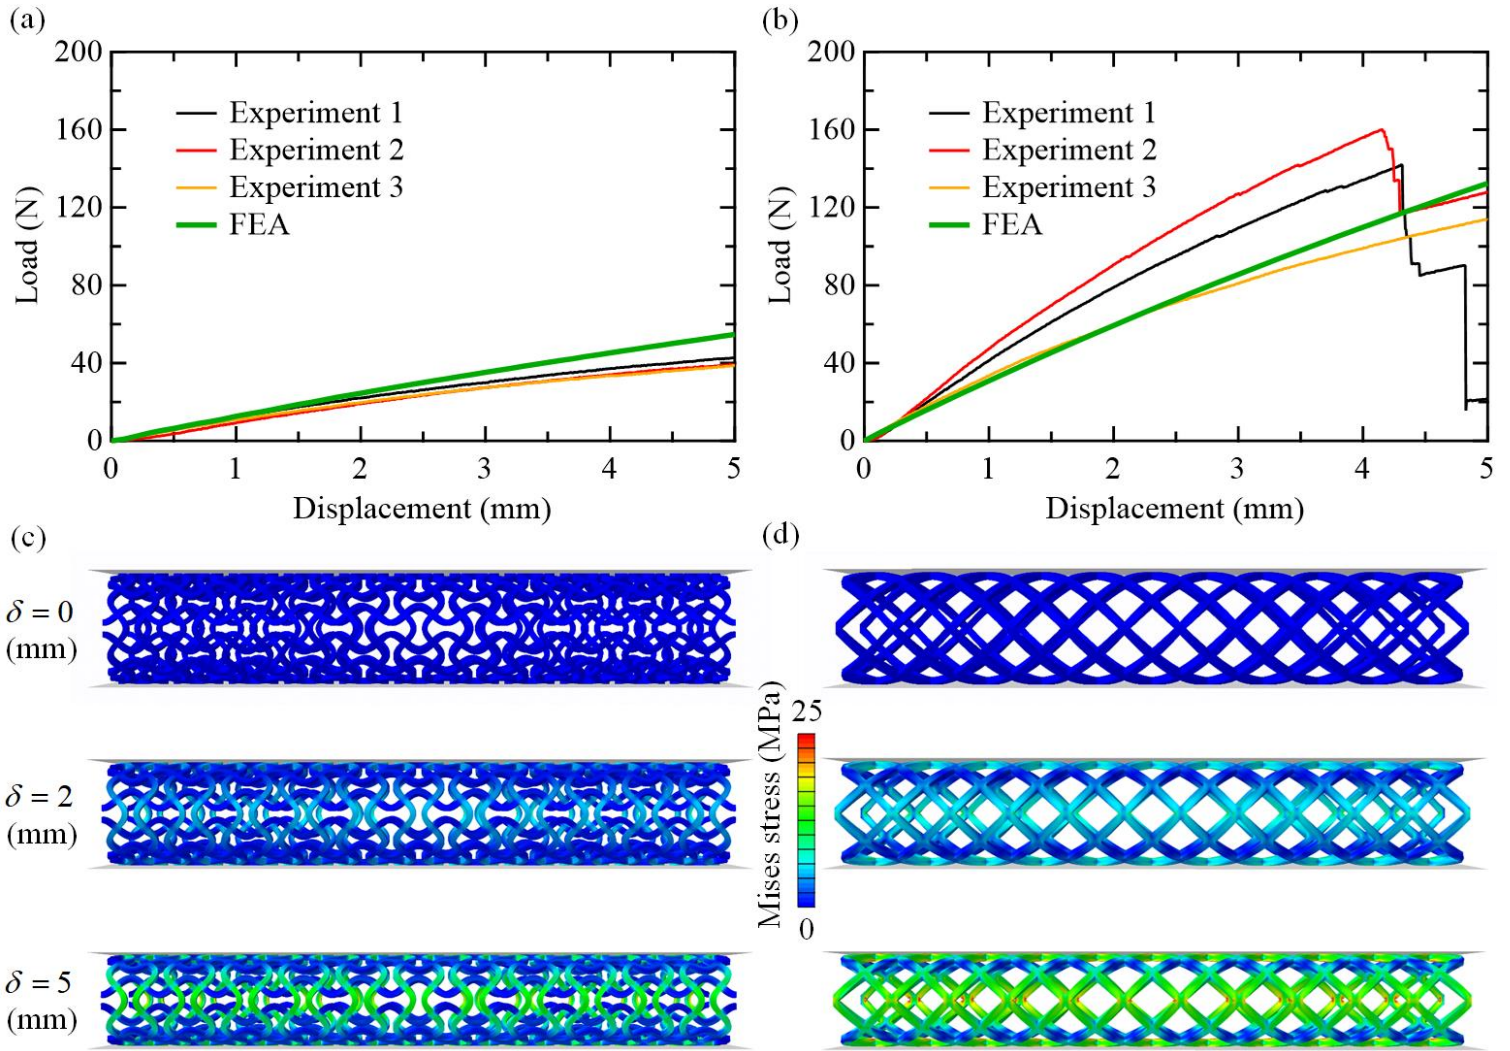 (a)
200
160
120
80
40
0
Load (N)
Experiment 1
Experiment 2
Experiment 3
FEA
0 1 2 3 4 5
Displacement (mm)
(b)
200
160
120
80
40
0
Load (N)
Experiment 1
Experiment 2
Experiment 3
FEA
0 1 2 3 4 5
Displacement (mm)
(c)
(d)
δ = 0
(mm)
δ = 2
(mm)
δ = 5
(mm)
Mises stress (MPa)
25
0